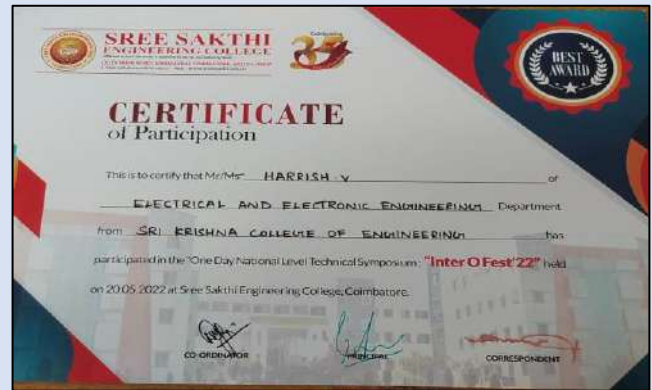 SREE SAKTHI
ENGINEERING COLLEGE
BEST
AWARD
CERTIFICATE
of Participation
This is to certify that Mr/Ms HARRISH V of
ELECTRICAL AND ELECTRONIC ENGINEERING Department
from SRI KRISHNA COLLEGE OF ENGINEERING has
participated in the "One Day National Level Technical Symposium: "Inter O Fest'22" held
on 20.05.2022 at Sree Sakthi Engineering College, Coimbatore.
CO-ORDINATOR PRINCIPAL CORRESPONDENT